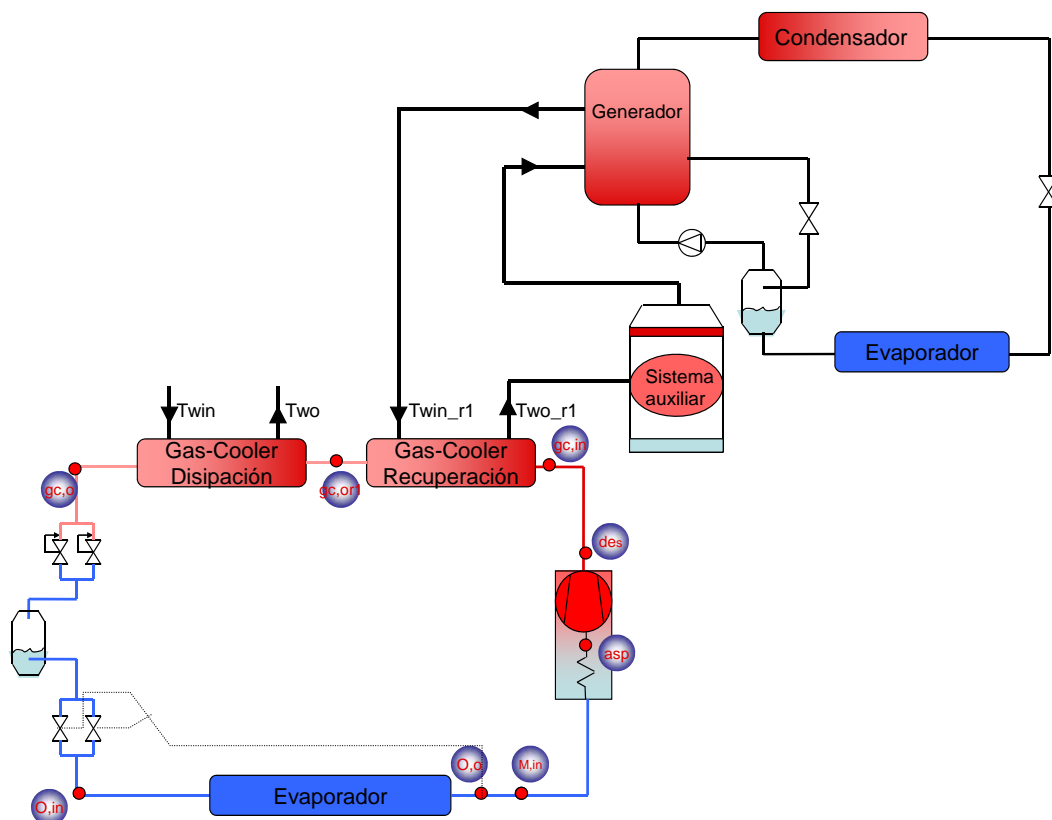 Condensador
Generador
Evaporador
Sistema
auxiliar
Twin
Two
Twin_r1
Two_r1
Gas-Cooler
Disipación
Gas-Cooler
Recuperación
gc,in
gc,o
gc,or1
des
asp
O,o
M,in
Evaporador
O,in